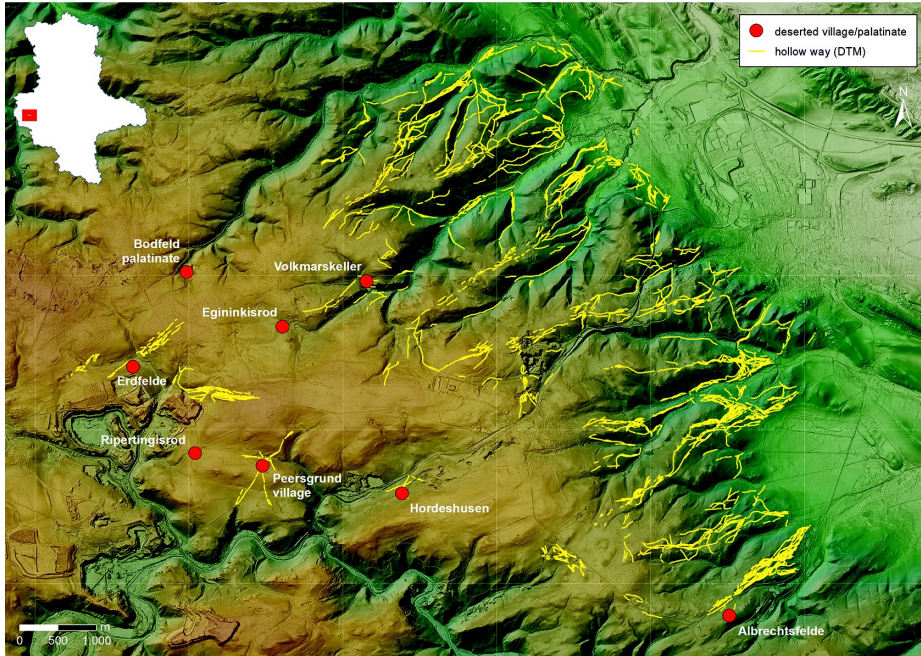 deserted village/palatinate
hollow way (DTM)
N
Bodfeld
palatinate
Volkmarskeller
Egininkisrod
Erdfelde
Ripertingisrod
Peersgrund
village
Hordeshusen
Albrechtsfelde
0 500 1 000 m